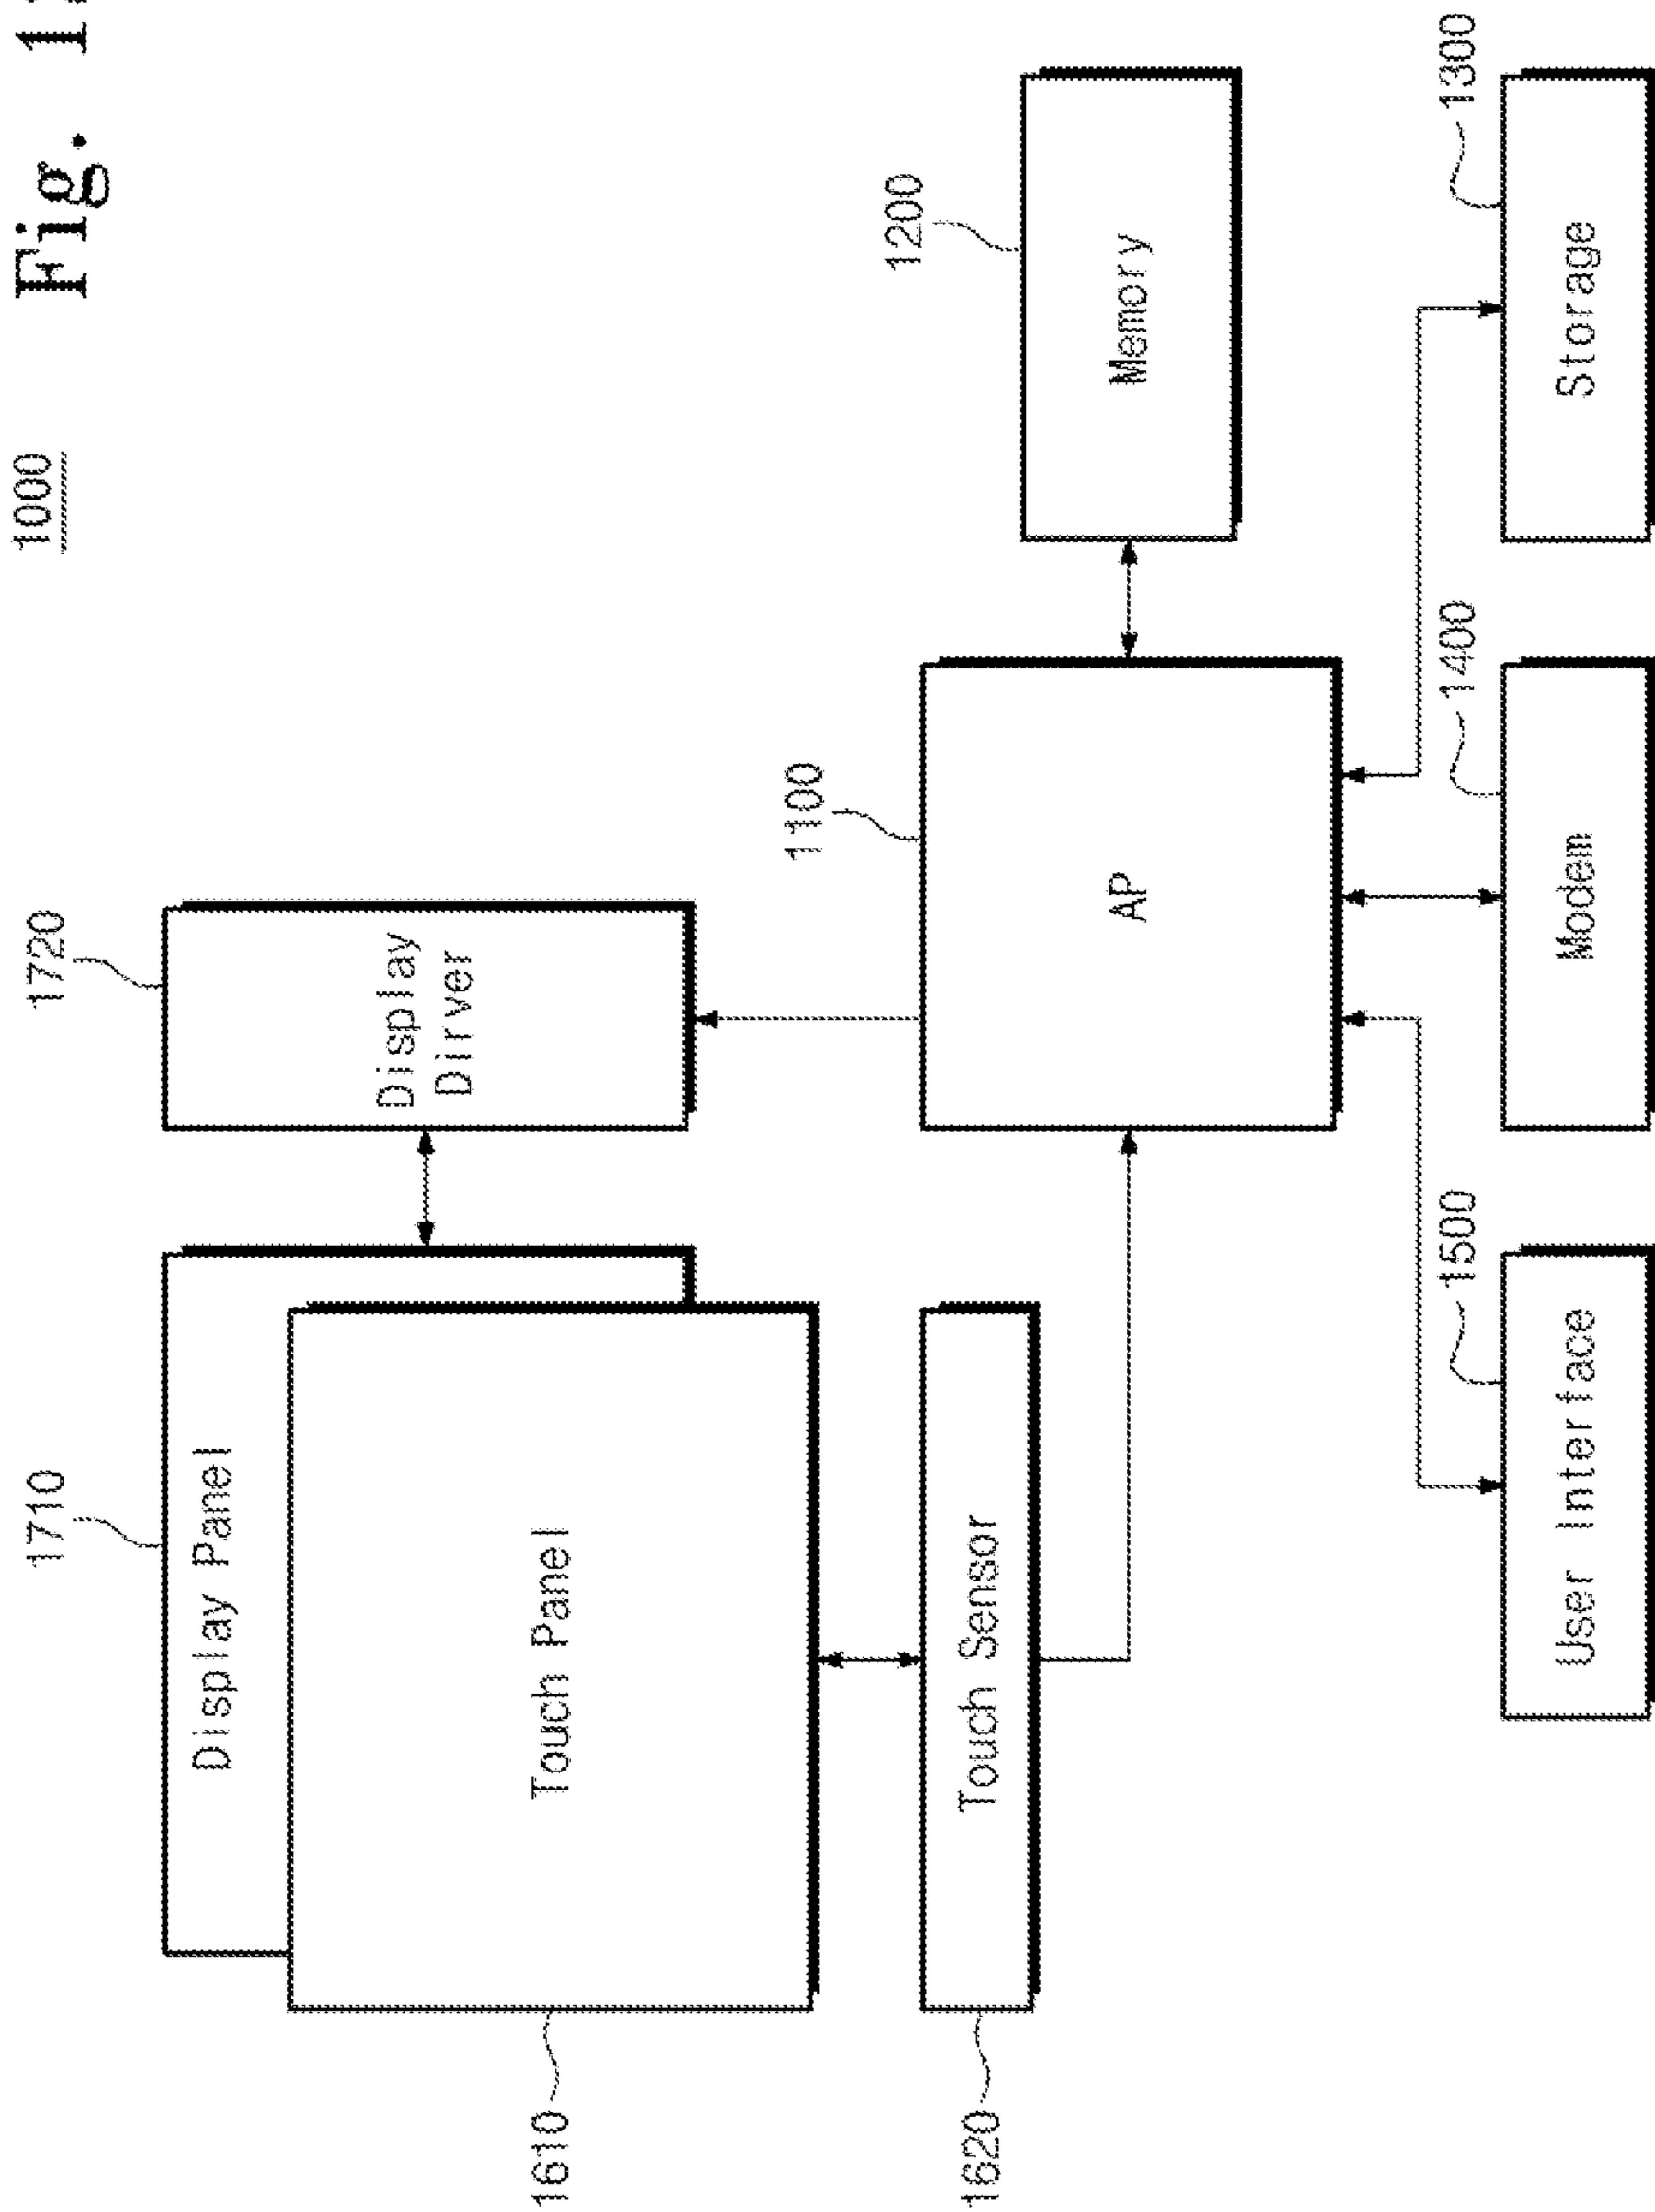 Fig.
1000
1710
1720
Display Panel
Display
Dirver
Touch Panel
1610
1100
1200
Touch Sensor
1620
AP
Memory
1500
1400
1300
User Interface
Modem
Storage